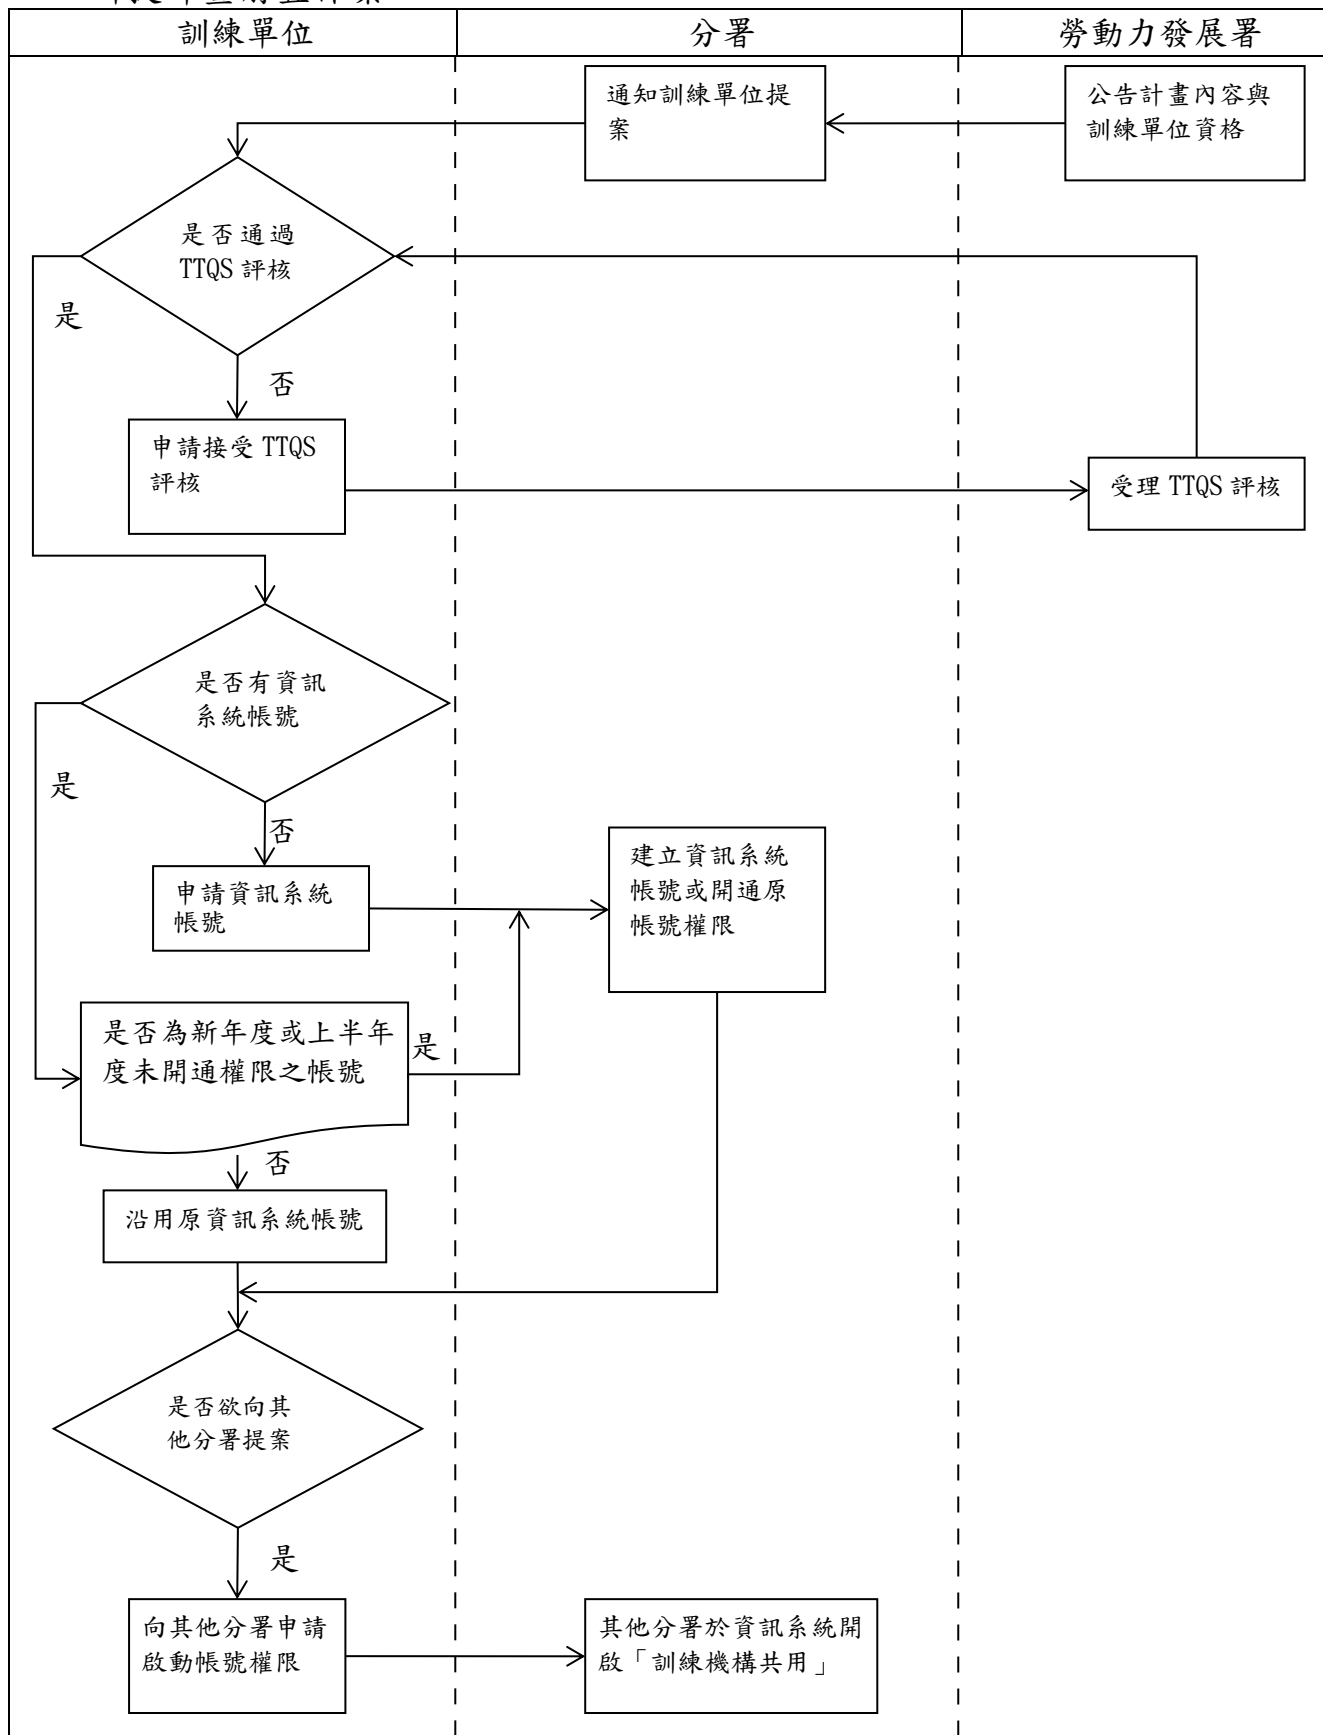 訓練單位
分署
勞動力發展署
通知訓練單位提
案
公告計畫內容與
訓練單位資格
是否通過
TTQS 評核
是
否
申請接受 TTQS
評核
受理 TTQS 評核
是否有資訊
系統帳號
是
否
申請資訊系統
帳號
建立資訊系統
帳號或開通原
帳號權限
是否為新年度或上半年
度未開通權限之帳號
是
否
沿用原資訊系統帳號
是否欲向其
他分署提案
是
向其他分署申請
啟動帳號權限
其他分署於資訊系統開
啟「訓練機構共用」